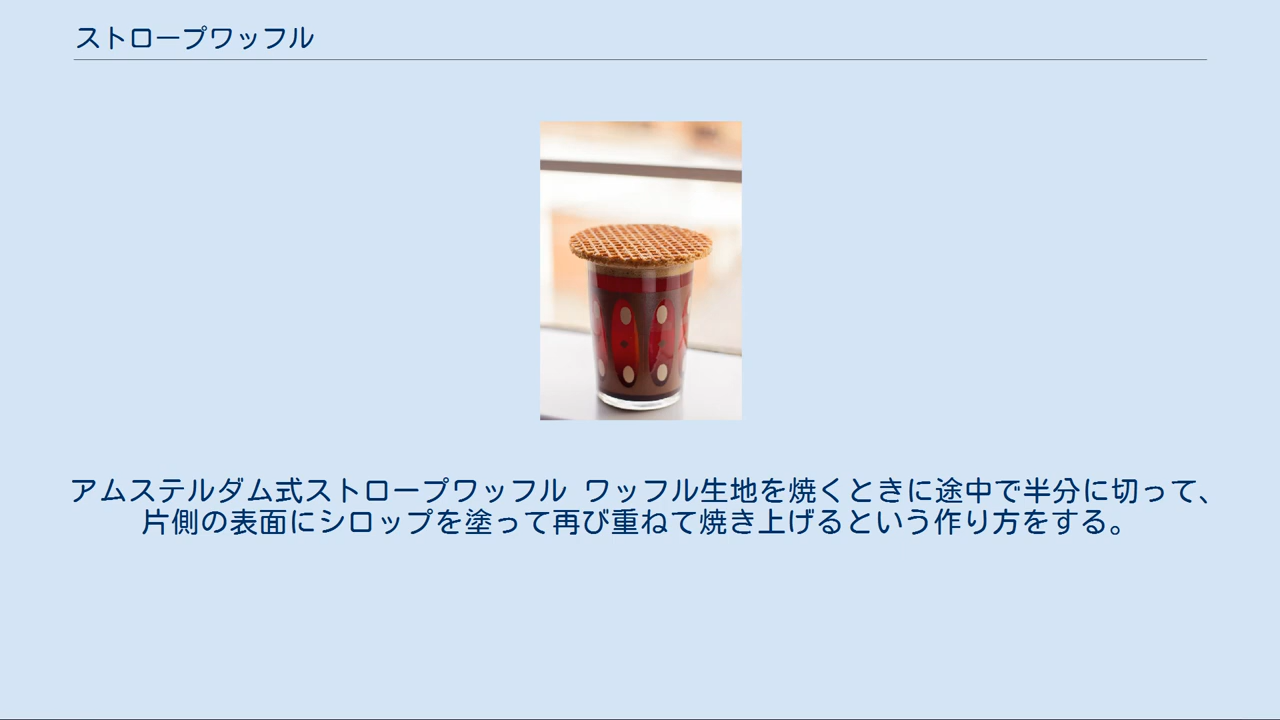 ストロープワッフル
アムステルダム式ストロープワッフル ワッフル生地を焼くときに途中で半分に切って、
片側の表面にシロップを塗って再び重ねて焼き上げるという作り方をする。